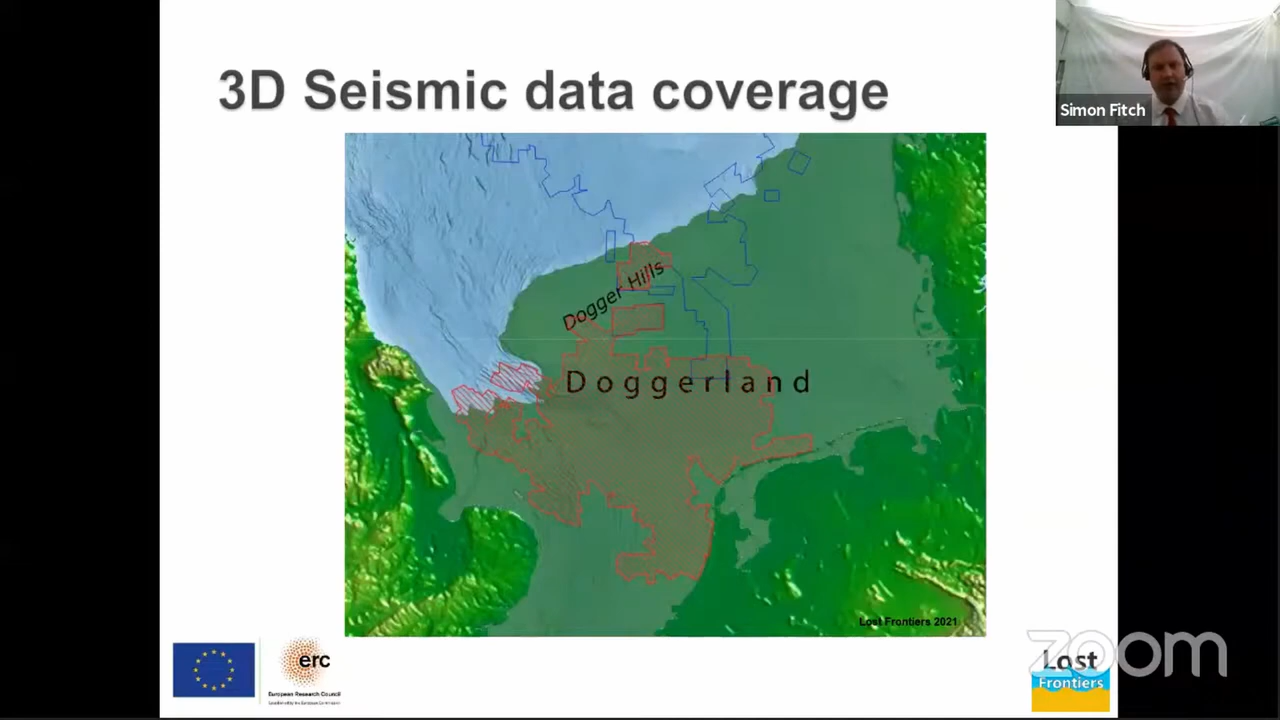 3D Seismic data coverage
Simon Fitch
Dogger Hills
Doggerland
Lost Frontiers 2021
erc
European Research Council
Lost
Frontiers
zoom